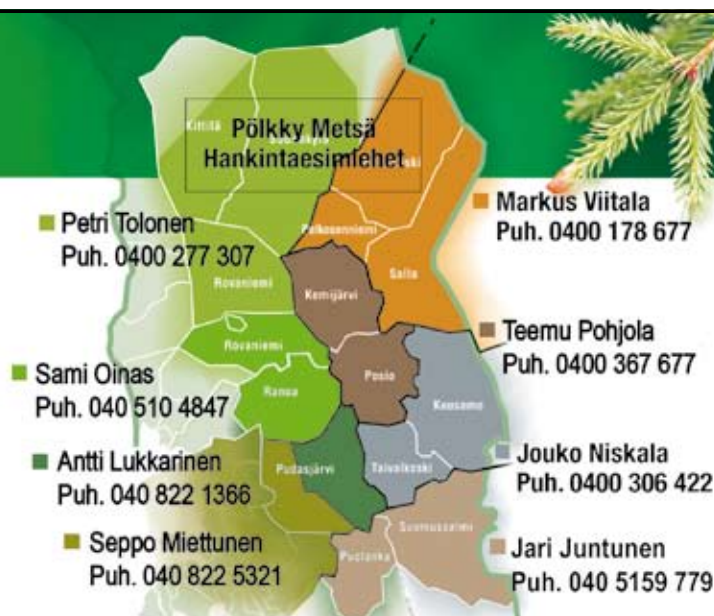 Pölkky Metsä
Hankintaesimiehet
Kittilä
Petri Tolonen
Puh. 0400 277 307
Markus Viitala
Puh. 0400 178 677
Pelkosenniemi
Salla
Rovaniemi
Kemijärvi
Teemu Pohjola
Puh. 0400 367 677
Rovaniemi
Posio
Sami Oinas
Puh. 040 510 4847
Ranua
Kuusamo
Antti Lukkarinen
Puh. 040 822 1366
Pudasjärvi
Taivalkoski
Jouko Niskala
Puh. 0400 306 422
Seppo Miettunen
Puh. 040 822 5321
Suomussalmi
Puolanka
Jari Juntunen
Puh. 040 5159 779